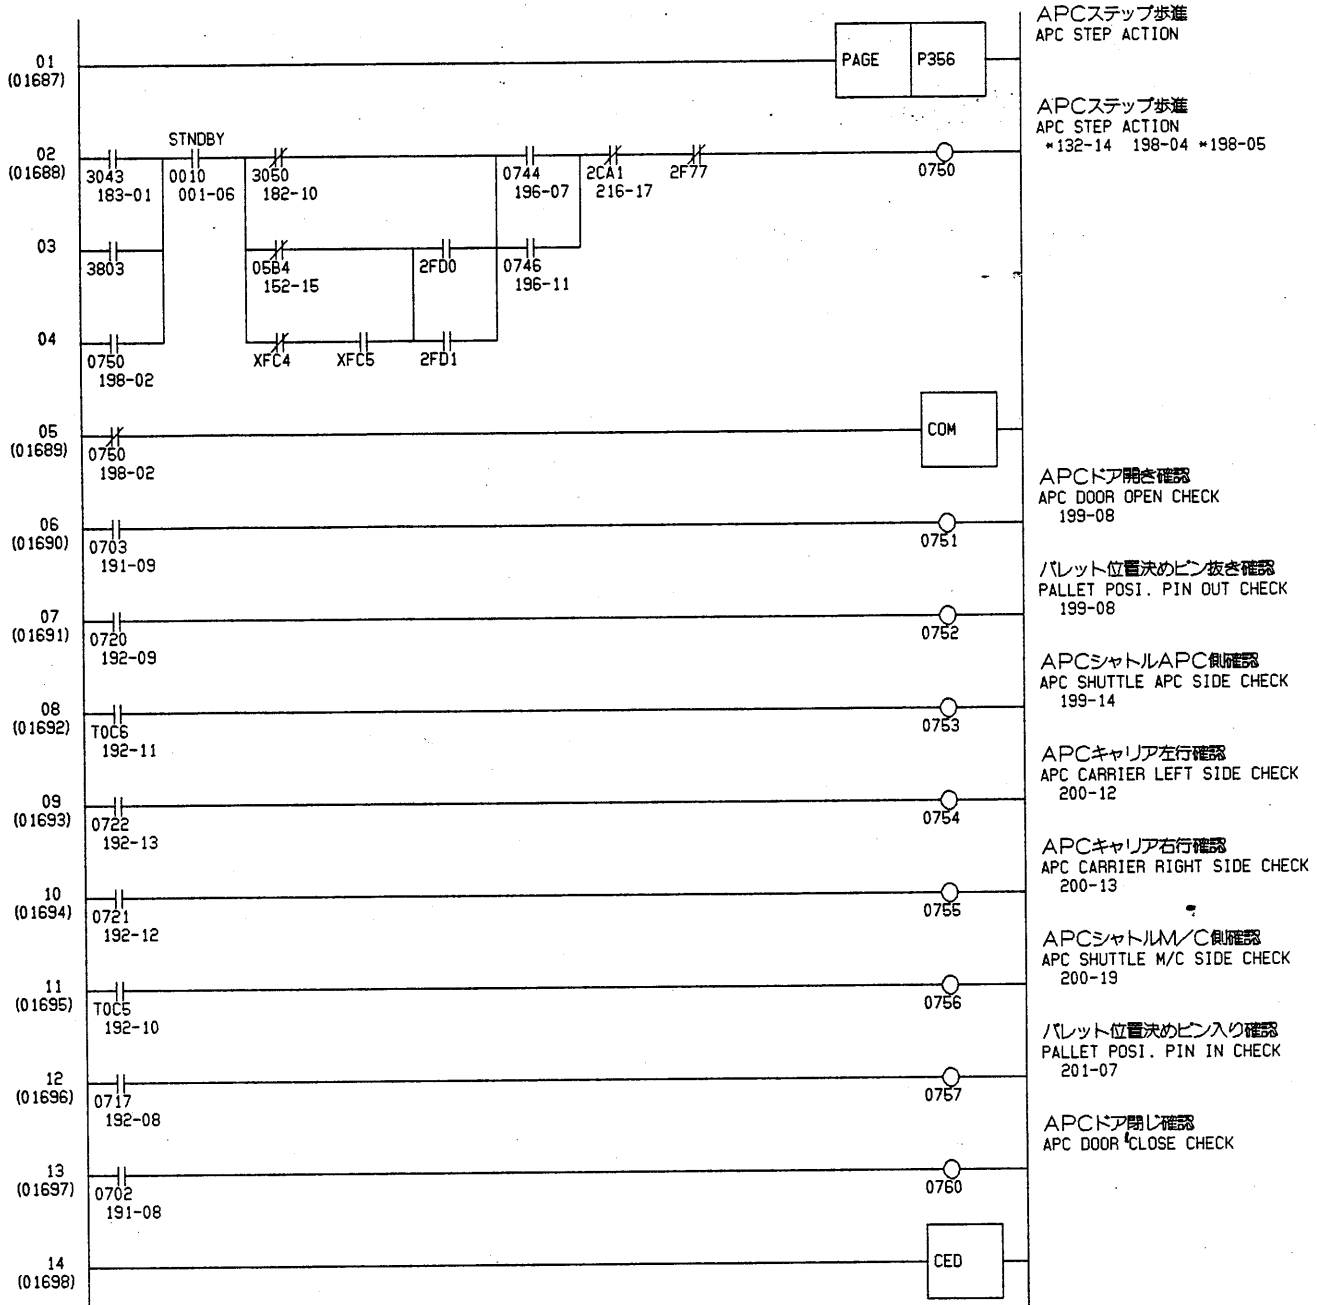 APCステップ歩進
APC STEP ACTION
01
(01687)
PAGE P356
APCステップ歩進
APC STEP ACTION
*132-14 198-04 *198-05
STNDBY
02
(01688)
3043
183-01
0010
001-06
3050
182-10
0744
196-07
2CA1
216-17
2F77
0750
03
3803
05B4
152-15
2FD0
0746
196-11
04
0750
198-02
XFC4
XFC5
2FD1
05
(01689)
0750
198-02
COM
APCドア開き確認
APC DOOR OPEN CHECK
199-08
06
(01690)
0703
191-09
0751
パレット位置決めピン抜き確認
PALLET POSI. PIN OUT CHECK
199-08
07
(01691)
0720
192-09
0752
APCシャトルAPC側確認
APC SHUTTLE APC SIDE CHECK
199-14
08
(01692)
T0C6
192-11
0753
APCキャリア左行確認
APC CARRIER LEFT SIDE CHECK
200-12
09
(01693)
0722
192-13
0754
APCキャリア右行確認
APC CARRIER RIGHT SIDE CHECK
200-13
10
(01694)
0721
192-12
0755
APCシャトルM/C側確認
APC SHUTTLE M/C SIDE CHECK
200-19
11
(01695)
T0C5
192-10
0756
パレット位置決めピン入り確認
PALLET POSI. PIN IN CHECK
201-07
12
(01696)
0717
192-08
0757
APCドア閉じ確認
APC DOOR CLOSE CHECK
13
(01697)
0702
191-08
0760
14
(01698)
CED